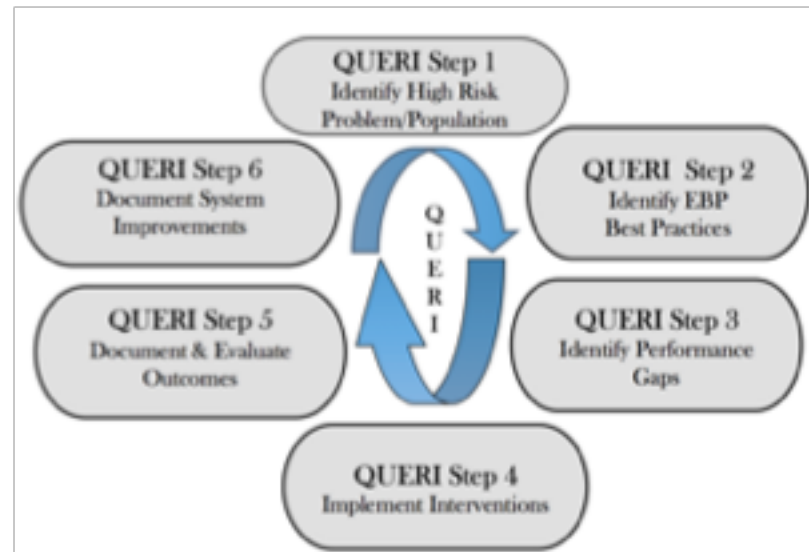 QUERI Step 1
Identify High Risk
Problem/Population
QUERI Step 2
Identify EBP
Best Practices
QUERI Step 3
Identify Performance
Gaps
QUERI Step 4
Implement Interventions
QUERI Step 5
Document & Evaluate
Outcomes
QUERI Step 6
Document System
Improvements
Q
U
E
R
I